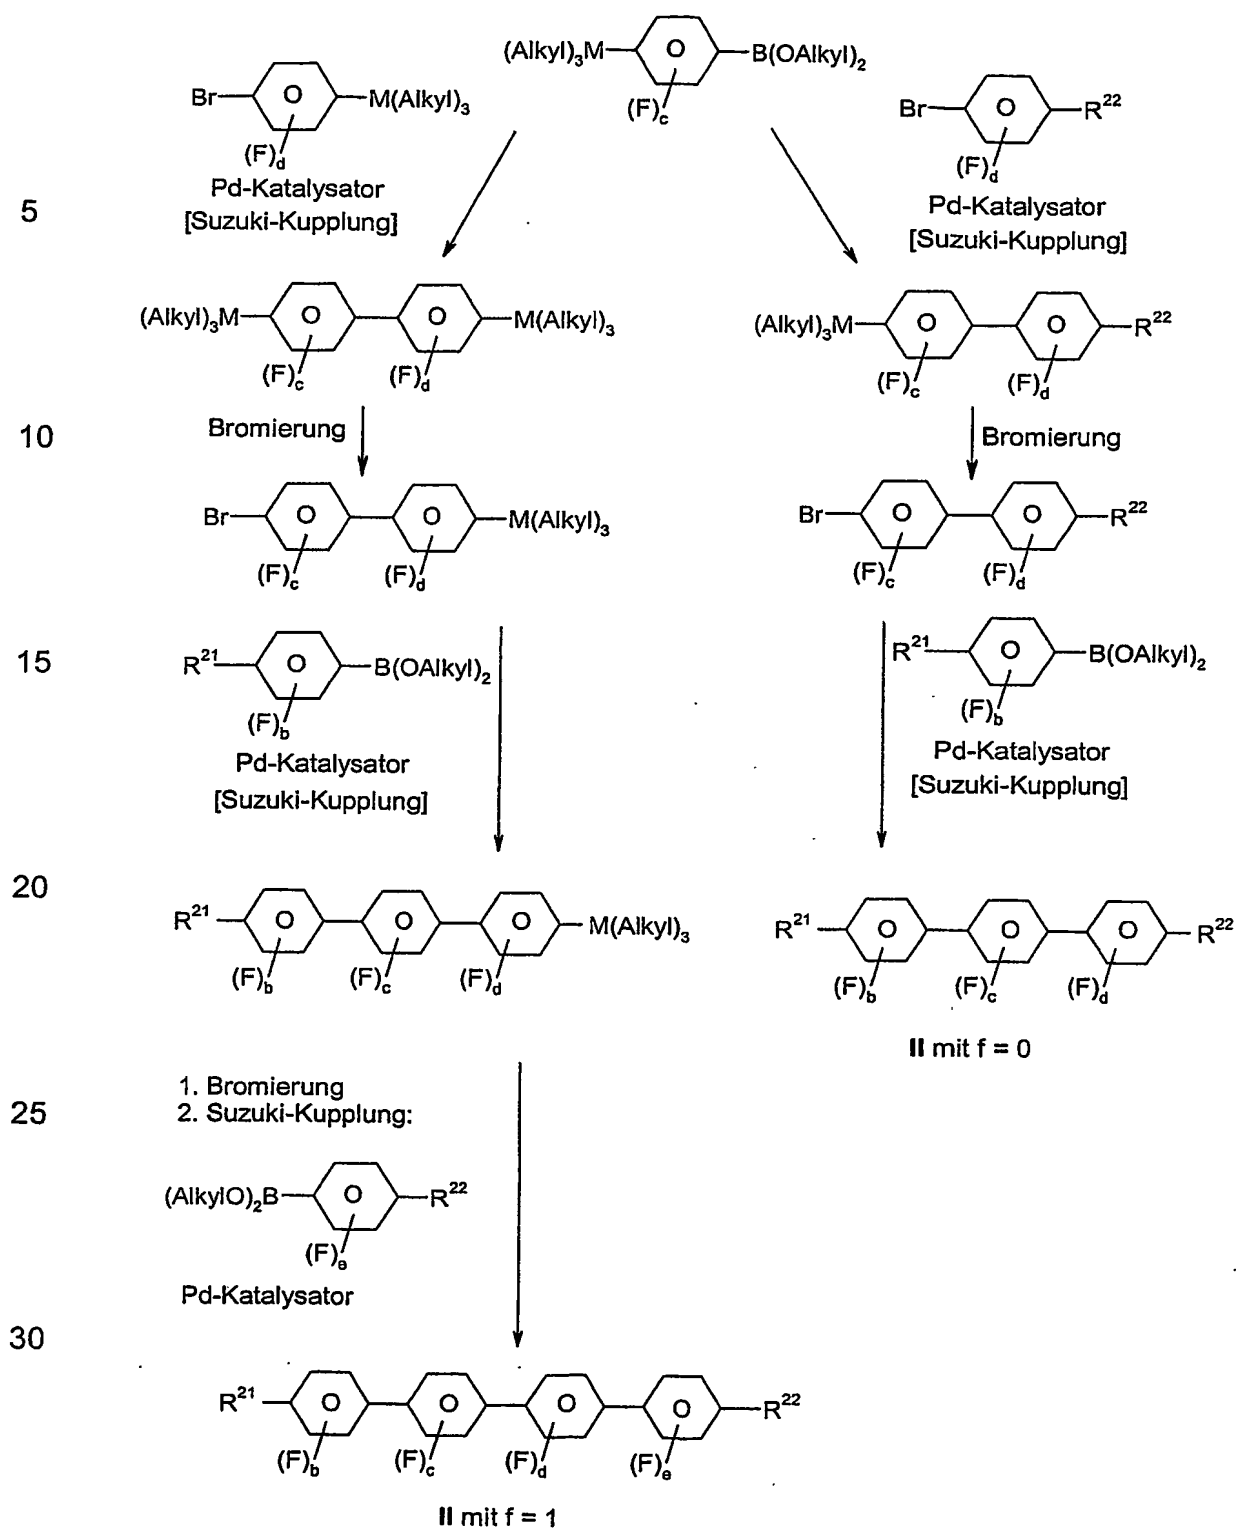 (Alkyl)₃M B(OAlkyl)₂
O
(F)c
Br M(Alkyl)₃
O
(F)d
Pd-Katalysator
[Suzuki-Kupplung]
Br R²²
O
(F)d
Pd-Katalysator
[Suzuki-Kupplung]
5
(Alkyl)₃M O O M(Alkyl)₃
(F)c (F)d
(Alkyl)₃M O O R²²
(F)c (F)d
10
Bromierung
Bromierung
Br O O M(Alkyl)₃
(F)c (F)d
Br O O R²²
(F)c (F)d
15
R²¹ O B(OAlkyl)₂
(F)b
Pd-Katalysator
[Suzuki-Kupplung]
R²¹ O B(OAlkyl)₂
(F)b
Pd-Katalysator
[Suzuki-Kupplung]
20
R²¹ O O O M(Alkyl)₃
(F)b (F)c (F)d
R²¹ O O O R²²
(F)b (F)c (F)d
II mit f = 0
25
1. Bromierung
2. Suzuki-Kupplung:
(AlkylO)₂B O R²²
(F)e
Pd-Katalysator
30
R²¹ O O O O R²²
(F)b (F)c (F)d (F)e
II mit f = 1